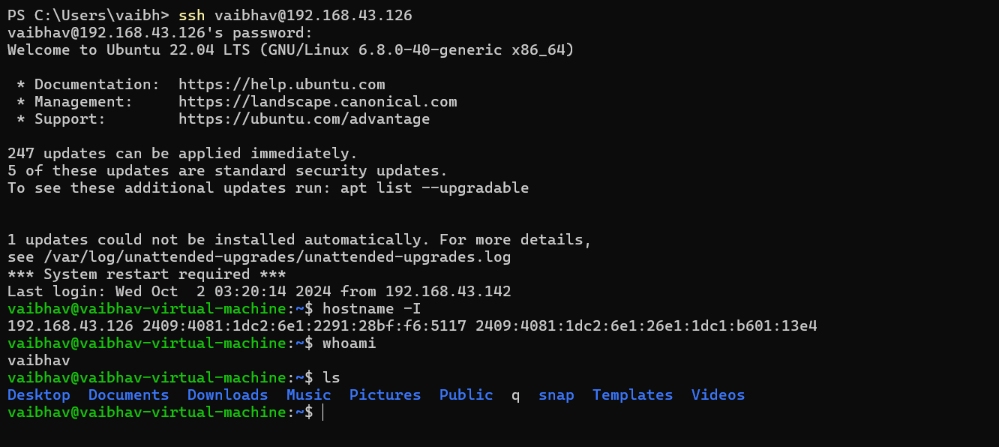 PS C:\Users\vaibh> ssh vaibhav@192.168.43.126
vaibhav@192.168.43.126's password:
Welcome to Ubuntu 22.04 LTS (GNU/Linux 6.8.0-40-generic x86_64)

 * Documentation:  https://help.ubuntu.com
 * Management:     https://landscape.canonical.com
 * Support:        https://ubuntu.com/advantage

247 updates can be applied immediately.
5 of these updates are standard security updates.
To see these additional updates run: apt list --upgradable


1 updates could not be installed automatically. For more details,
see /var/log/unattended-upgrades/unattended-upgrades.log
*** System restart required ***
Last login: Wed Oct  2 03:20:14 2024 from 192.168.43.142
vaibhav@vaibhav-virtual-machine:~$ hostname -I
192.168.43.126 2409:4081:1dc2:6e1:2291:28bf:f6:5117 2409:4081:1dc2:6e1:26e1:1dc1:b601:13e4
vaibhav@vaibhav-virtual-machine:~$ whoami
vaibhav
vaibhav@vaibhav-virtual-machine:~$ ls
Desktop  Documents  Downloads  Music  Pictures  Public  q  snap  Templates  Videos
vaibhav@vaibhav-virtual-machine:~$